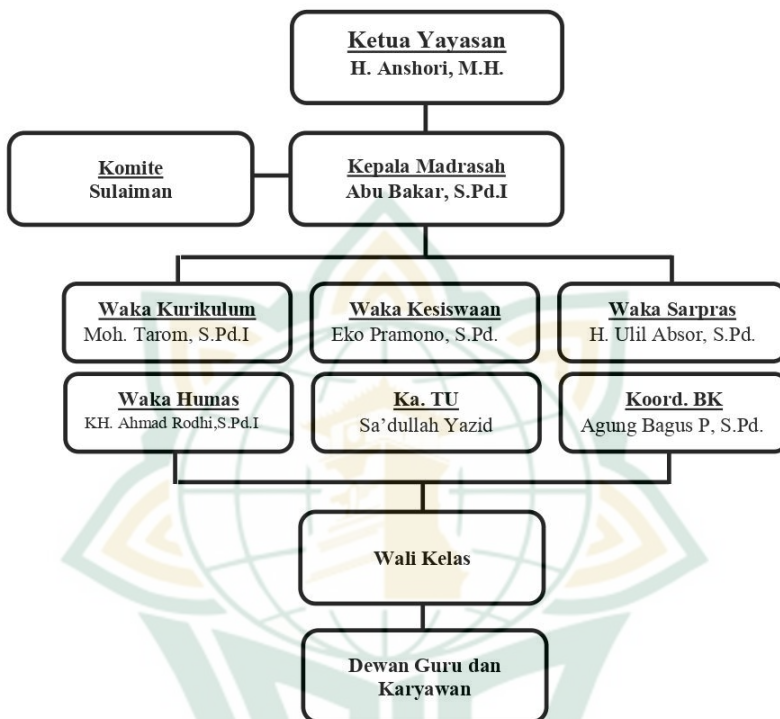 Ketua Yayasan
H. Anshori, M.H.
Komite
Sulaiman
Kepala Madrasah
Abu Bakar, S.Pd.I
Waka Kurikulum
Moh. Tarom, S.Pd.I
Waka Kesiswaan
Eko Pramono, S.Pd.
Waka Sarpras
H. Ulil Absor, S.Pd.
Waka Humas
KH. Ahmad Rodhi,S.Pd.I
Ka. TU
Sa’dullah Yazid
Koord. BK
Agung Bagus P, S.Pd.
Wali Kelas
Dewan Guru dan
Karyawan